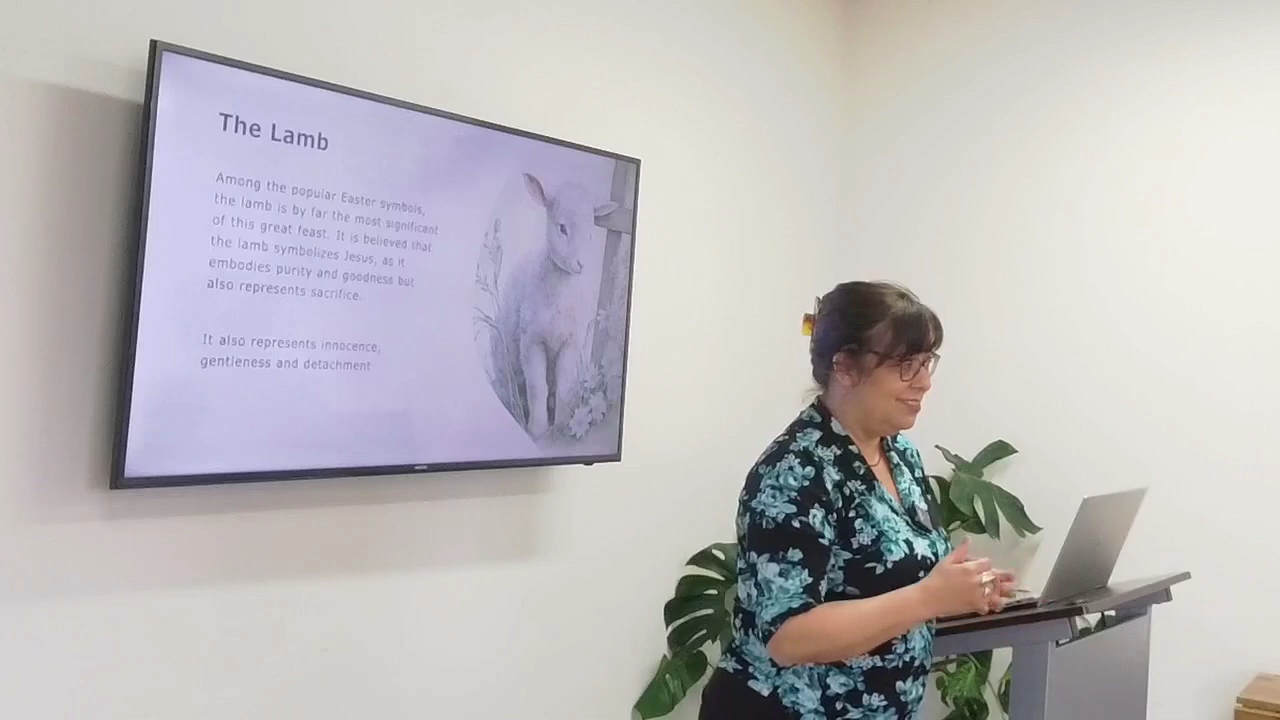 The Lamb
Among the popular Easter symbols,
the lamb is by far the most significant
of this great feast. It is believed that
the lamb symbolizes Jesus, as it
embodies purity and goodness but
also represents sacrifice.
It also represents innocence,
gentleness and detachment